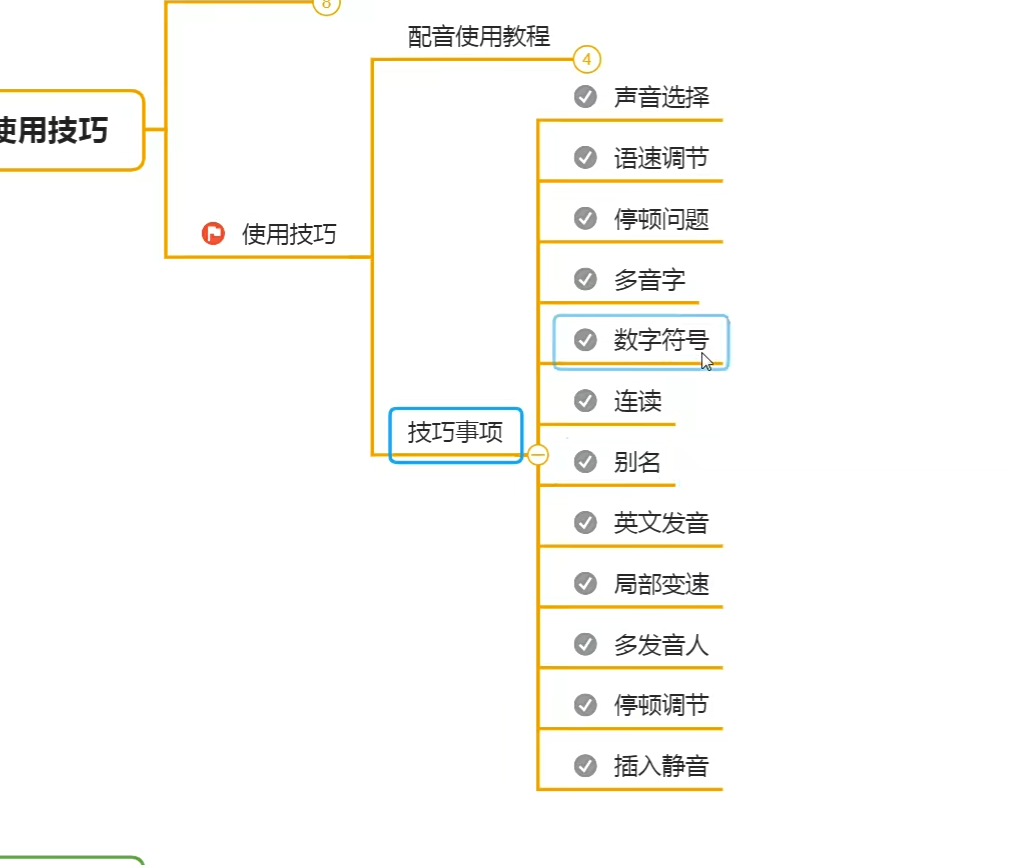 8
配音使用教程
4
声音选择
使用技巧
语速调节
停顿问题
使用技巧
多音字
数字符号
连读
技巧事项
别名
英文发音
局部变速
多发音人
停顿调节
插入静音